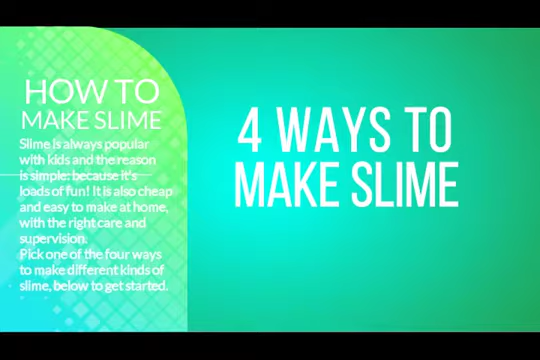 HOW TO
MAKE SLIME
Slime is always popular
with kids and the reason
is simple: because it's
loads of fun! It is also cheap
and easy to make at home,
with the right care and
supervision.
Pick one of the four ways
to make different kinds of
slime, below to get started.
4 WAYS TO
MAKE SLIME